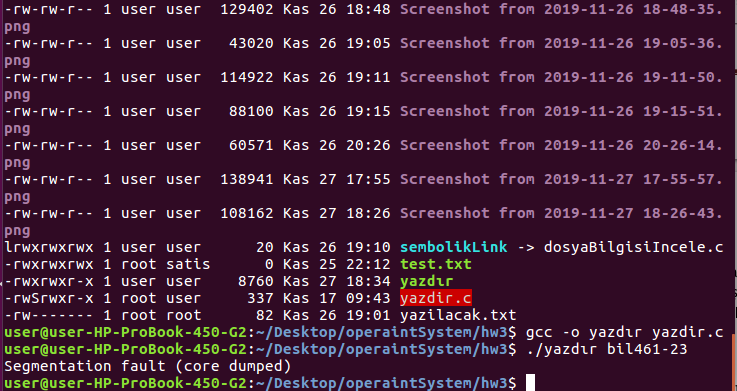 -rw-rw-r-- 1 user user 129402 Kas 26 18:48 Screenshot from 2019-11-26 18-48-35.
png
-rw-rw-r-- 1 user user 43020 Kas 26 19:05 Screenshot from 2019-11-26 19-05-36.
png
-rw-rw-r-- 1 user user 114922 Kas 26 19:11 Screenshot from 2019-11-26 19-11-50.
png
-rw-rw-r-- 1 user user 88100 Kas 26 19:15 Screenshot from 2019-11-26 19-15-51.
png
-rw-rw-r-- 1 user user 60571 Kas 26 20:26 Screenshot from 2019-11-26 20-26-14.
png
-rw-rw-r-- 1 user user 138941 Kas 27 17:55 Screenshot from 2019-11-27 17-55-57.
png
-rw-rw-r-- 1 user user 108162 Kas 27 18:26 Screenshot from 2019-11-27 18-26-43.
png
lrwxrwxrwx 1 user user 20 Kas 26 19:10 sembolikLink -> dosyaBilgisiIncele.c
-rwxrwxrwx 1 root satis 0 Kas 25 22:12 test.txt
-rwxrwxr-x 1 user user 8760 Kas 27 18:34 yazdır
-rwSrwxr-x 1 root user 337 Kas 17 09:43 yazdir.c
-rw------- 1 root root 82 Kas 26 19:01 yazilacak.txt
user@user-HP-ProBook-450-G2:~/Desktop/operaintSystem/hw3$ gcc -o yazdır yazdir.c
user@user-HP-ProBook-450-G2:~/Desktop/operaintSystem/hw3$ ./yazdır bil461-23
Segmentation fault (core dumped)
user@user-HP-ProBook-450-G2:~/Desktop/operaintSystem/hw3$